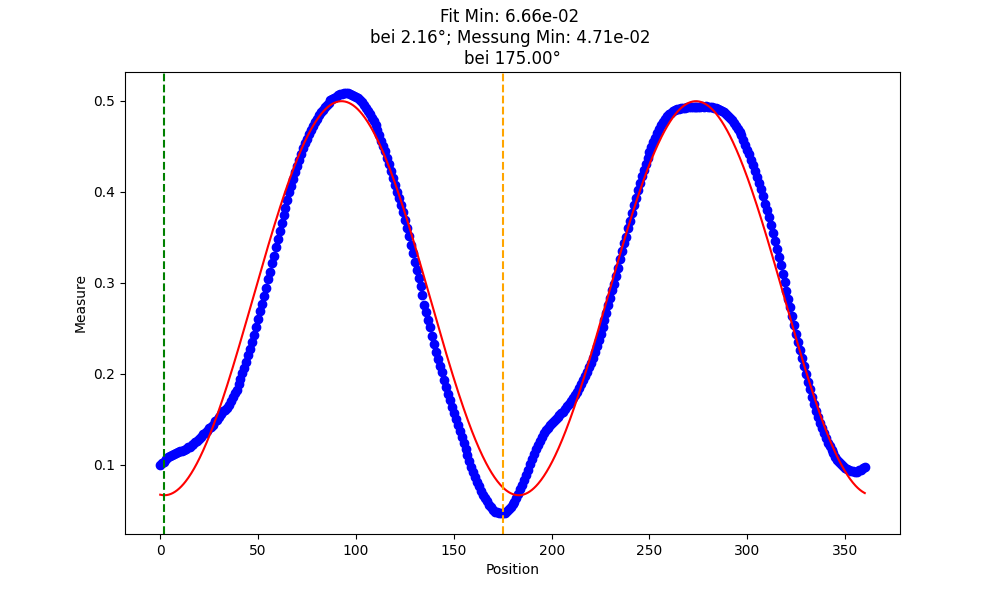 Fit Min: 6.66e-02
bei 2.16°; Messung Min: 4.71e-02
bei 175.00°
0.5
0.4
0.3
0.2
0.1
Measure
0 50 100 150 200 250 300 350
Position